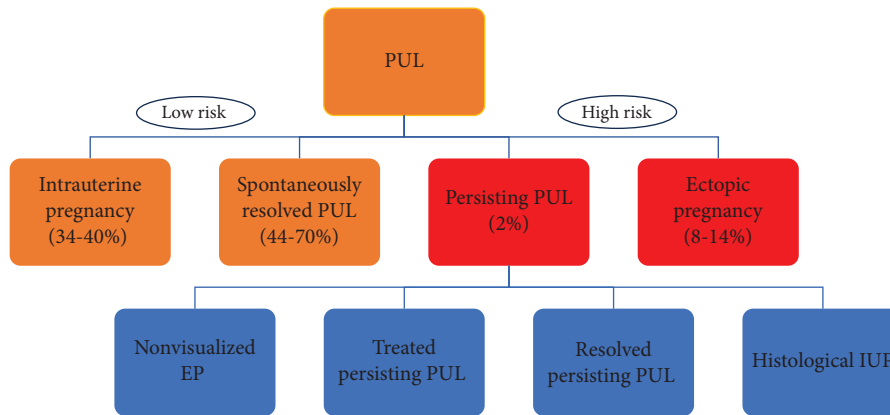 PUL
Low risk
High risk
Intrauterine
pregnancy
(34-40%)
Spontaneously
resolved PUL
(44-70%)
Persisting PUL
(2%)
Ectopic
pregnancy
(8-14%)
Nonvisualized
EP
Treated
persisting PUL
Resolved
persisting PUL
Histological IUP